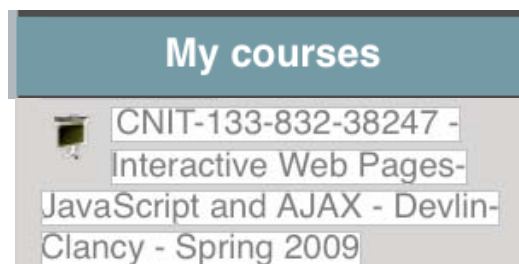 My courses
CNIT-133-832-38247 -
Interactive Web Pages-
JavaScript and AJAX - Devlin-
Clancy - Spring 2009